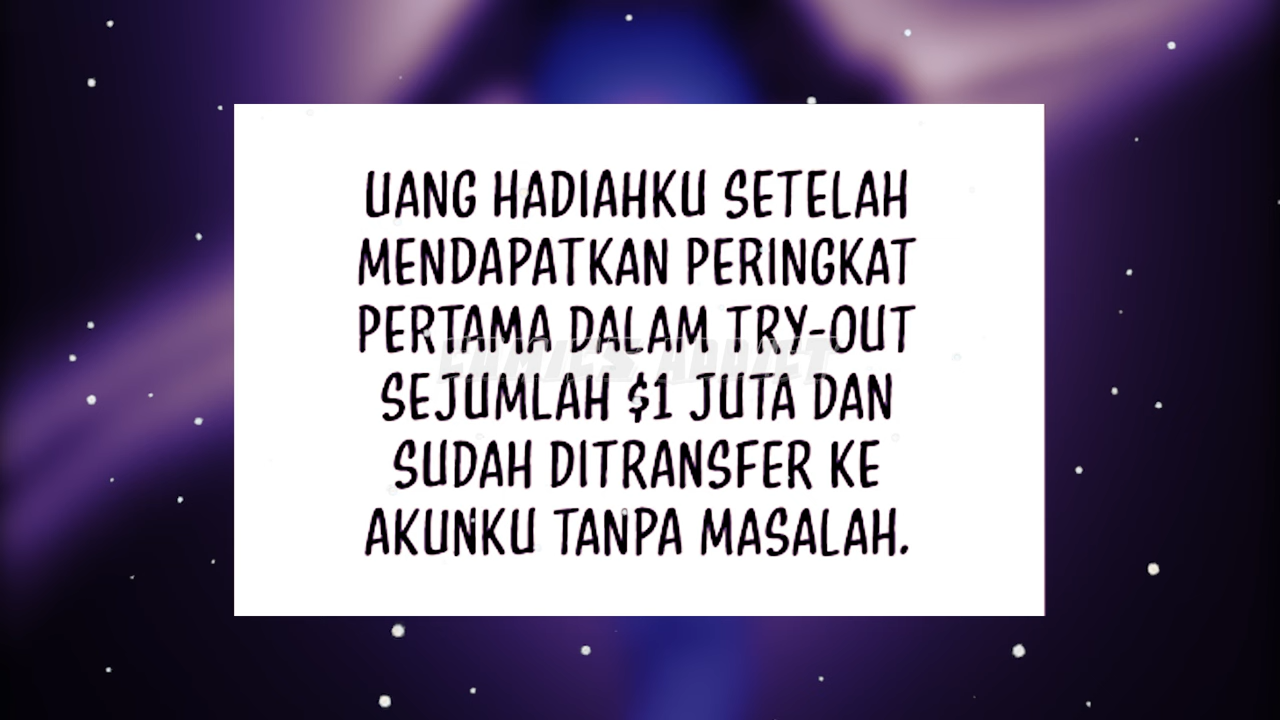 UANG HADIAHKU SETELAH
MENDAPATKAN PERINGKAT
PERTAMA DALAM TRY-OUT
SEJUMLAH $1 JUTA DAN
SUDAH DITRANSFER KE
AKUNKU TANPA MASALAH.